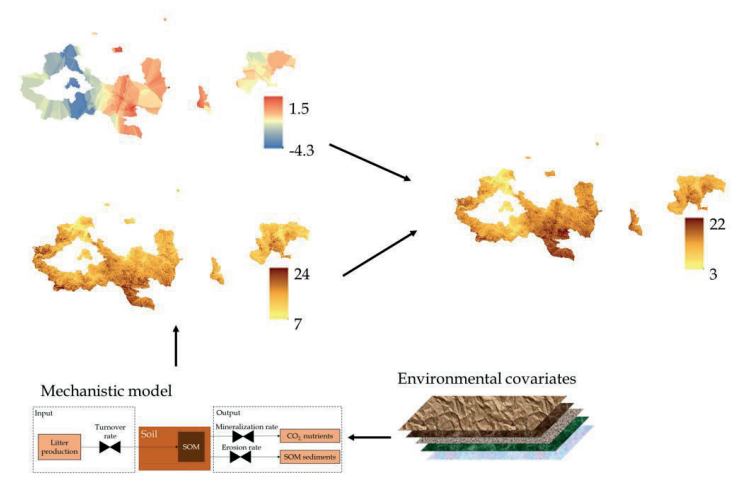 1.5
-4.3
22
3
24
7
Mechanistic model
Environmental covariates
Input
Turnover
rate
Litter
production
Soil
SOM
Output
Mineralization rate
CO₂ nutrients
Erosion rate
SOM sediments